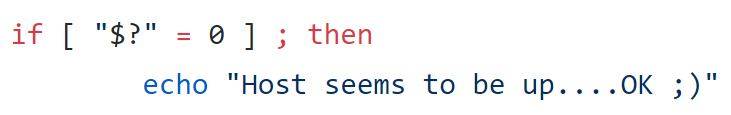 if [ "$?" = 0 ] ; then
        echo "Host seems to be up....OK ;)"